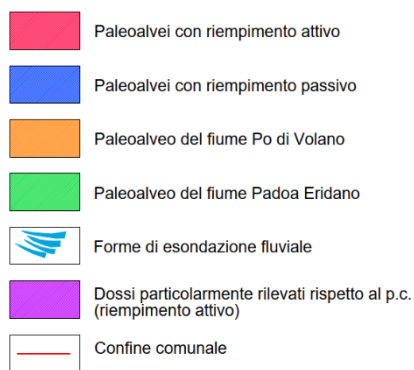 Paleoalvei con riempimento attivo
Paleoalvei con riempimento passivo
Paleoalveo del fiume Po di Volano
Paleoalveo del fiume Padoa Eridano
Forme di esondazione fluviale
Dossi particolarmente rilevati rispetto al p.c.
(riempimento attivo)
Confine comunale